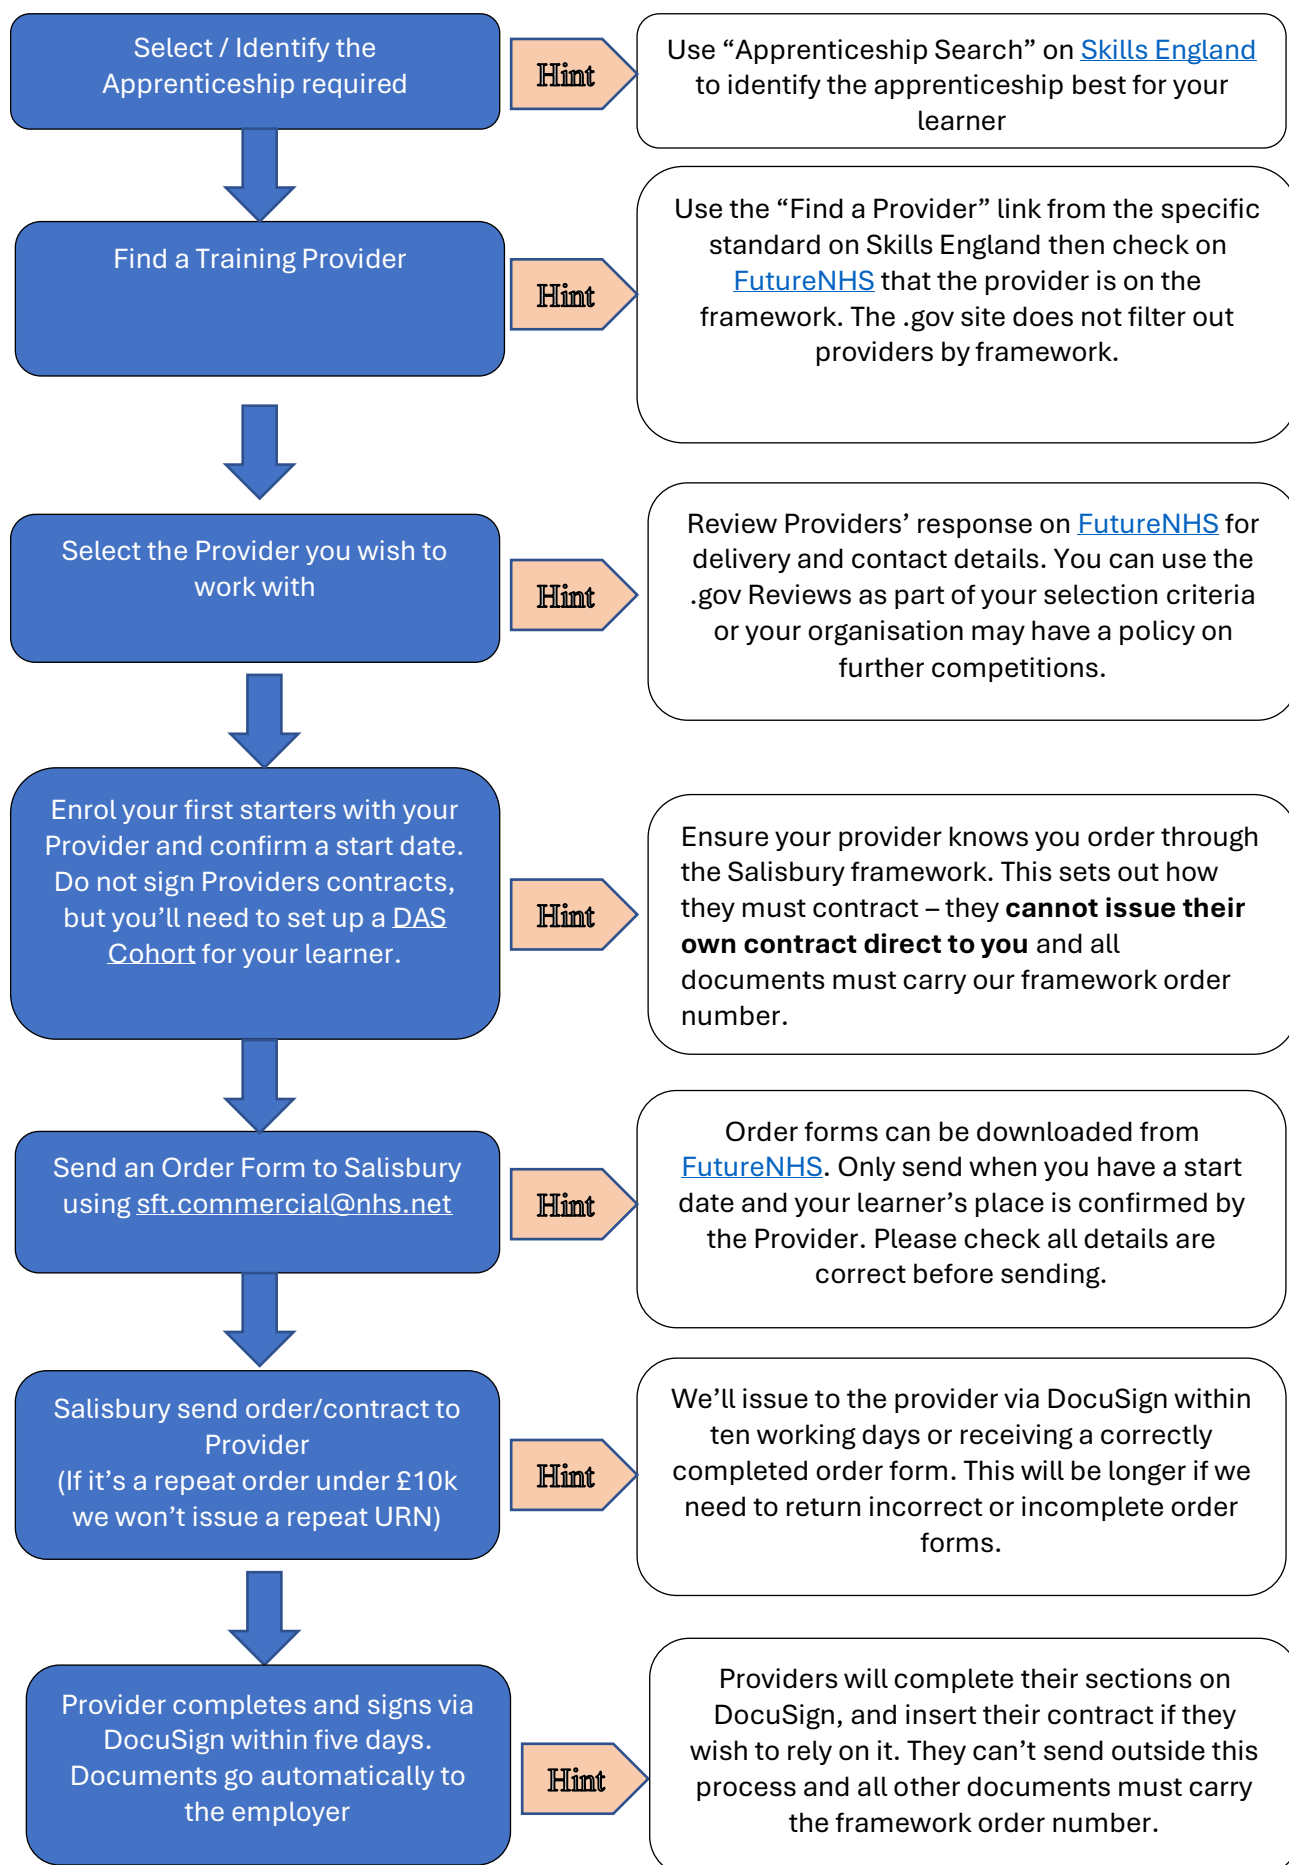 Select / Identify the
Apprenticeship required
Hint
Use “Apprenticeship Search” on Skills England
to identify the apprenticeship best for your
learner
Find a Training Provider
Hint
Use the “Find a Provider” link from the specific
standard on Skills England then check on
FutureNHS that the provider is on the
framework. The .gov site does not filter out
providers by framework.
Select the Provider you wish to
work with
Hint
Review Providers’ response on FutureNHS for
delivery and contact details. You can use the
.gov Reviews as part of your selection criteria
or your organisation may have a policy on
further competitions.
Enrol your first starters with your
Provider and confirm a start date.
Do not sign Providers contracts,
but you’ll need to set up a DAS
Cohort for your learner.
Hint
Ensure your provider knows you order through
the Salisbury framework. This sets out how
they must contract – they cannot issue their
own contract direct to you and all
documents must carry our framework order
number.
Send an Order Form to Salisbury
using sft.commercial@nhs.net
Hint
Order forms can be downloaded from
FutureNHS. Only send when you have a start
date and your learner’s place is confirmed by
the Provider. Please check all details are
correct before sending.
Salisbury send order/contract to
Provider
(If it’s a repeat order under £10k
we won’t issue a repeat URN)
Hint
We’ll issue to the provider via DocuSign within
ten working days or receiving a correctly
completed order form. This will be longer if we
need to return incorrect or incomplete order
forms.
Provider completes and signs via
DocuSign within five days.
Documents go automatically to
the employer
Hint
Providers will complete their sections on
DocuSign, and insert their contract if they
wish to rely on it. They can’t send outside this
process and all other documents must carry
the framework order number.